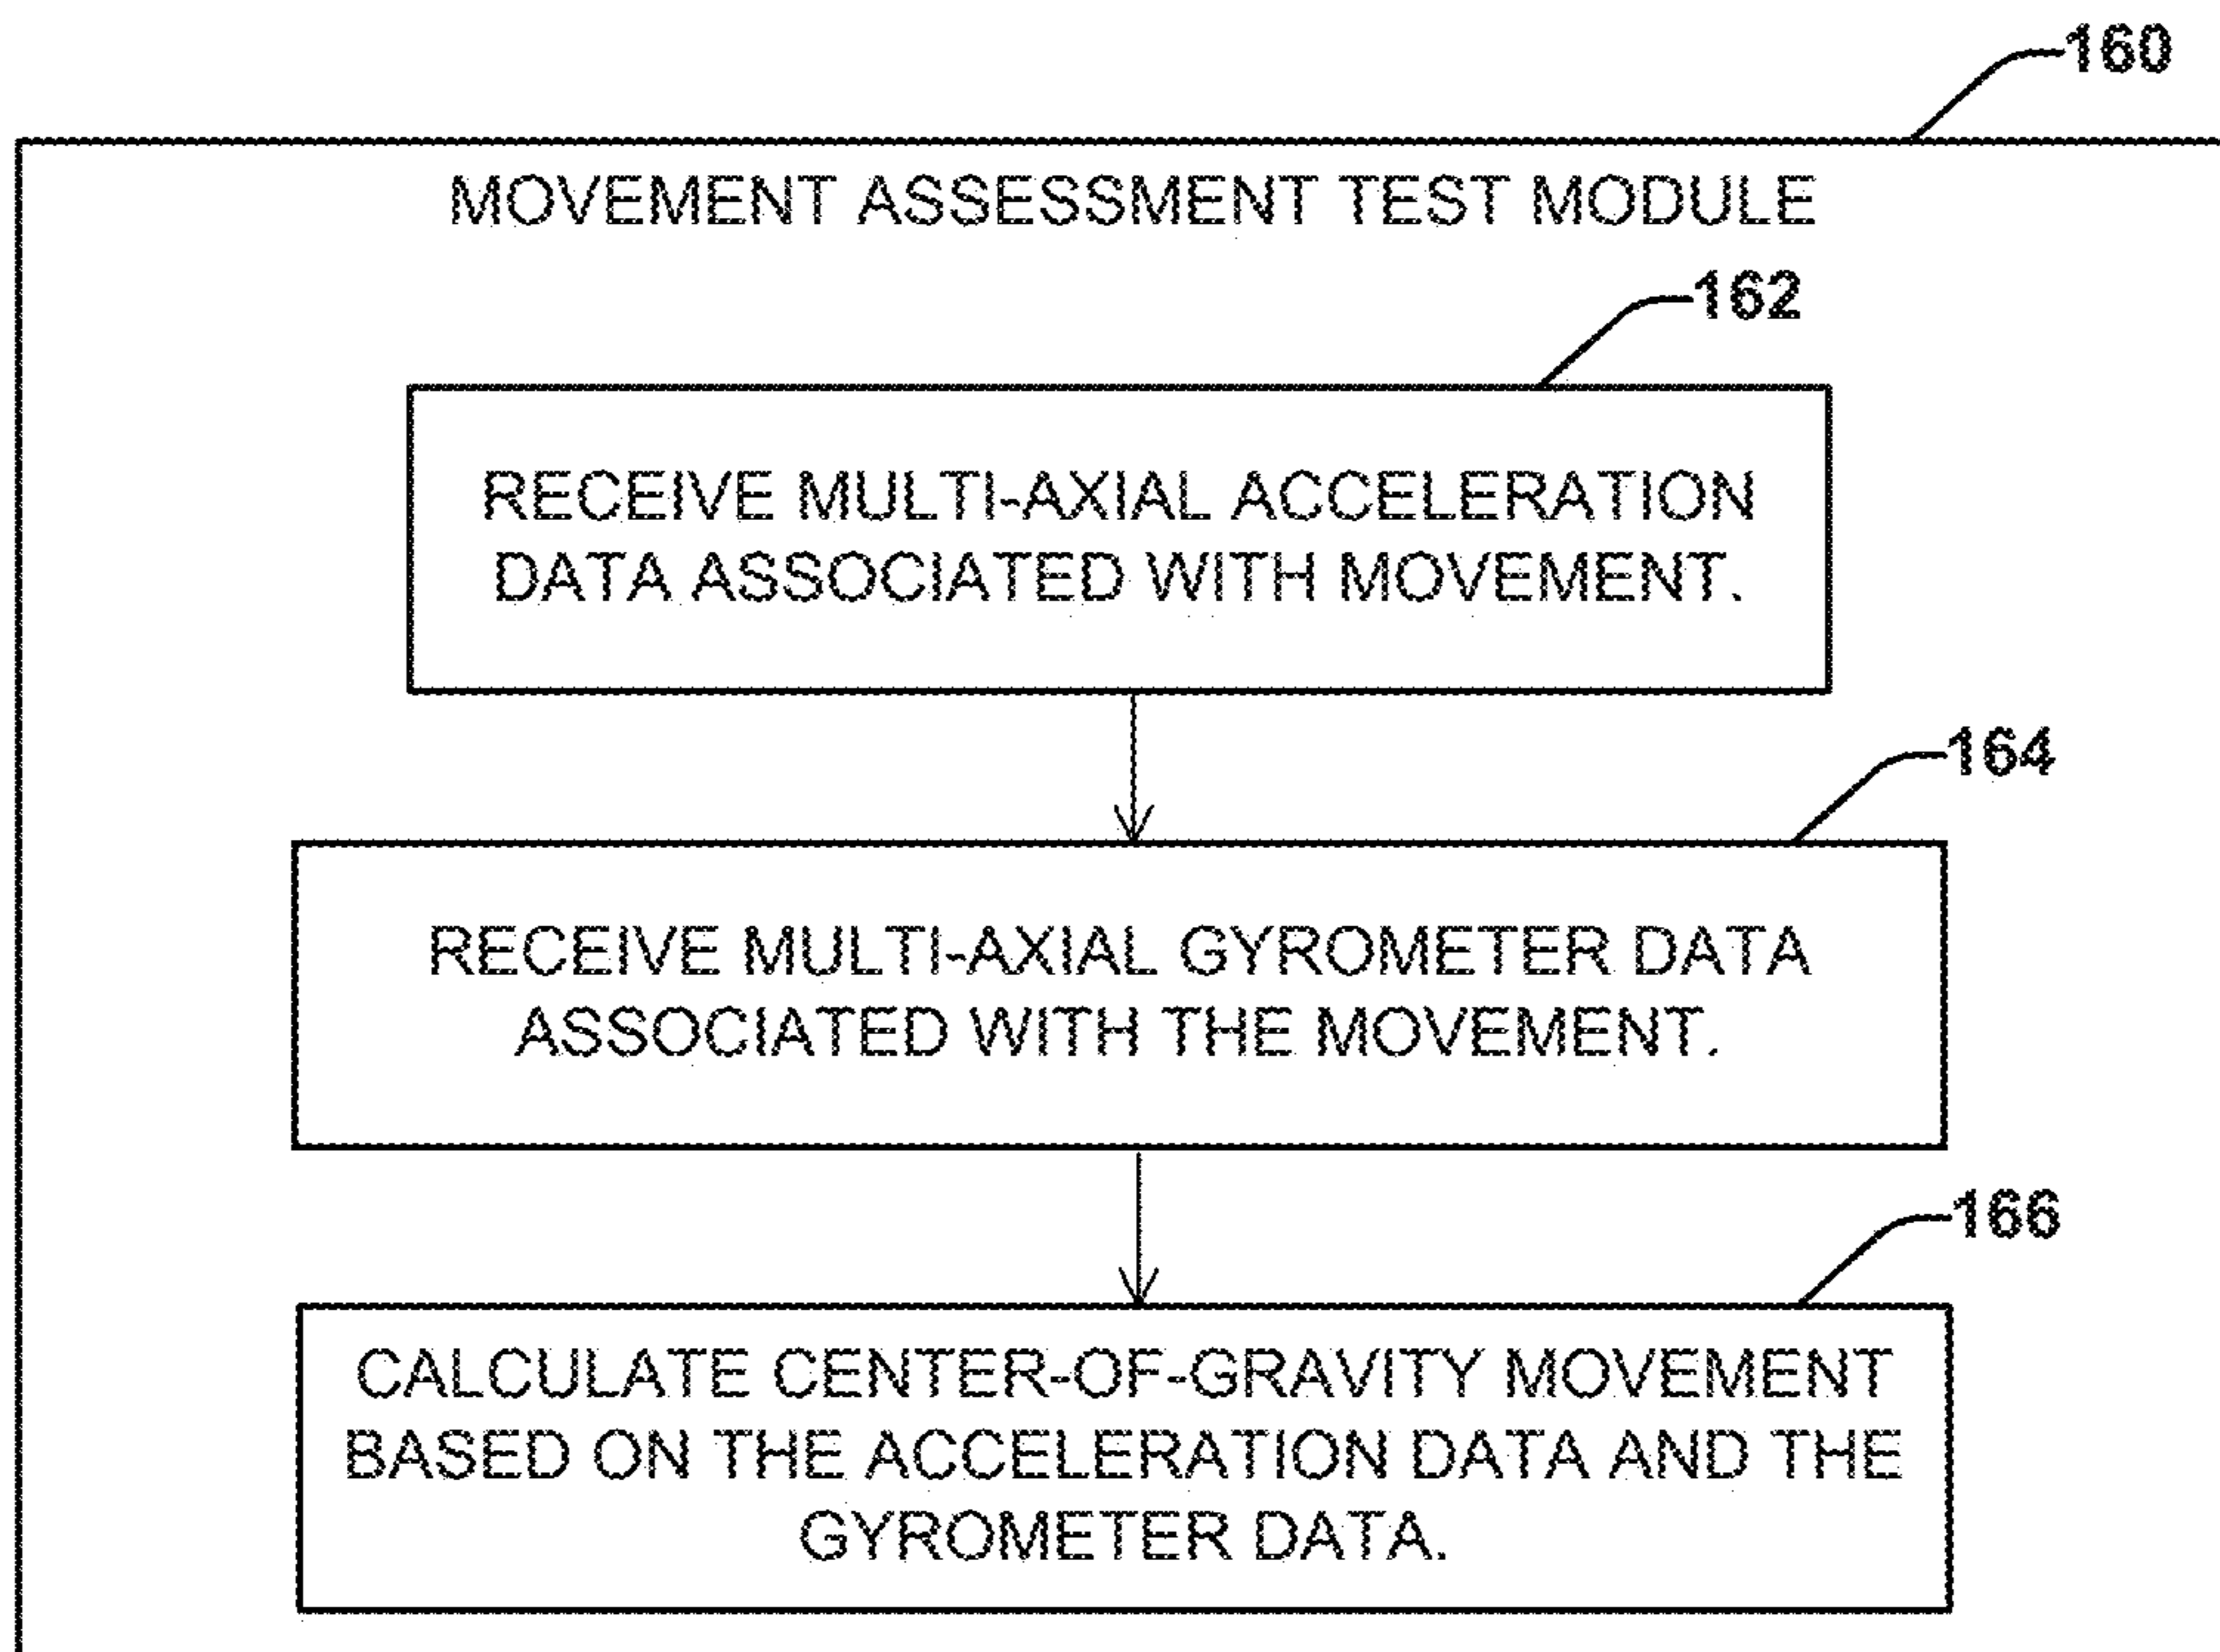 160
MOVEMENT ASSESSMENT TEST MODULE
162
RECEIVE MULTI-AXIAL ACCELERATION
DATA ASSOCIATED WITH MOVEMENT.
164
RECEIVE MULTI-AXIAL GYROMETER DATA
ASSOCIATED WITH THE MOVEMENT.
166
CALCULATE CENTER-OF-GRAVITY MOVEMENT
BASED ON THE ACCELERATION DATA AND THE
GYROMETER DATA.